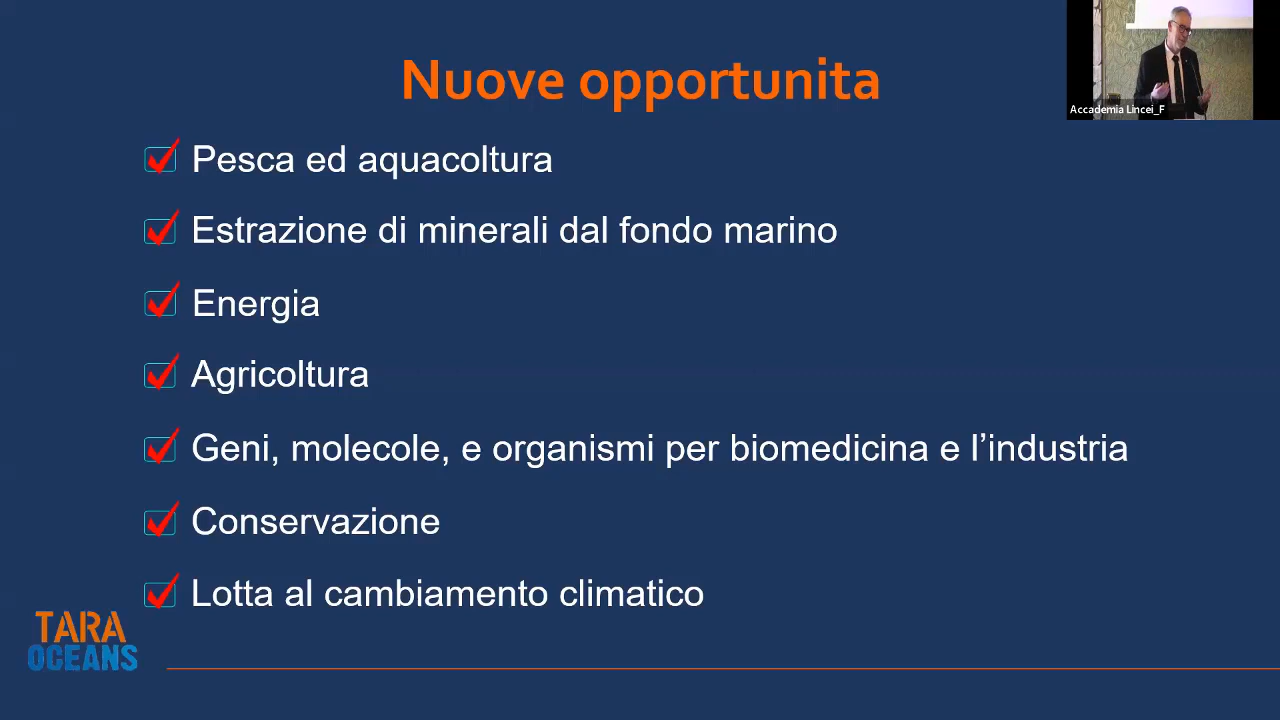 Nuove opportunita
Accademia Lincei_F
Pesca ed aquacoltura
Estrazione di minerali dal fondo marino
Energia
Agricoltura
Geni, molecole, e organismi per biomedicina e l’industria
Conservazione
Lotta al cambiamento climatico
TARA
OCEANS